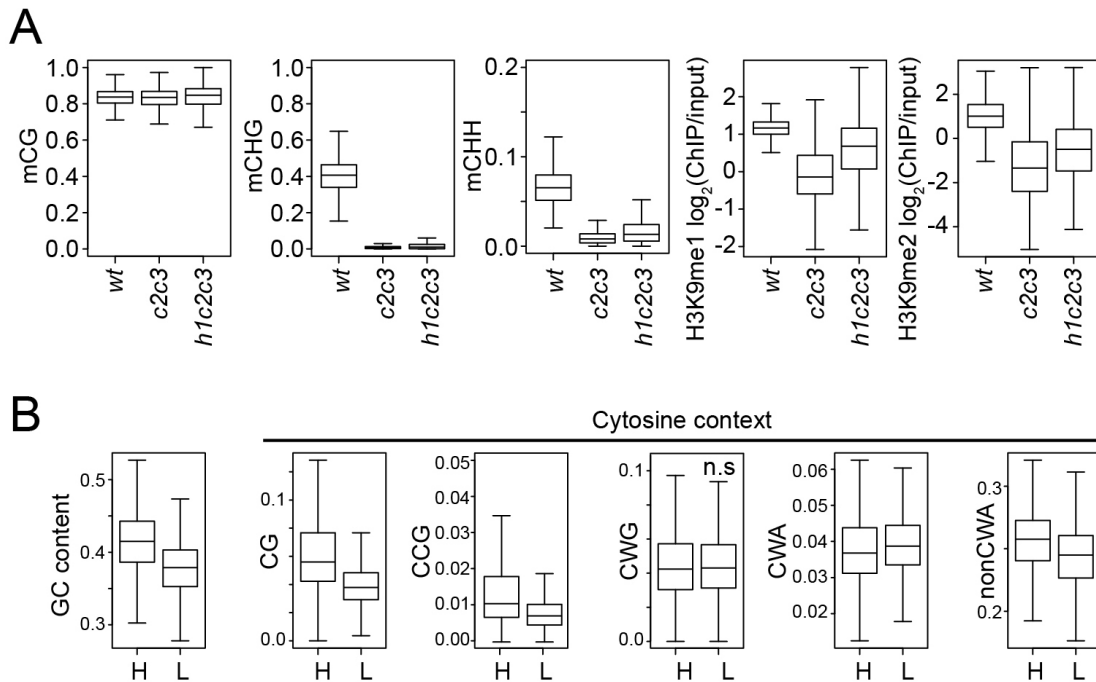 A
mCG
1.0
0.8
0.6
0.4
0.2
0.0
wt
c2c3
h1c2c3
mCHG
1.0
0.8
0.6
0.4
0.2
0.0
wt
c2c3
h1c2c3
mCHH
0.2
0.1
0.0
wt
c2c3
h1c2c3
H3K9me1 log2(ChIP/input)
2
1
0
-1
-2
wt
c2c3
h1c2c3
H3K9me2 log2(ChIP/input)
2
0
-2
-4
wt
c2c3
h1c2c3
B
Cytosine context
GC content
0.5
0.4
0.3
H L
CG
0.1
0.0
H L
CCG
0.05
0.04
0.03
0.02
0.01
0.00
H L
CWG
0.1
0.0
n.s
H L
CWA
0.06
0.05
0.04
0.03
0.02
H L
nonCWA
0.3
0.2
H L